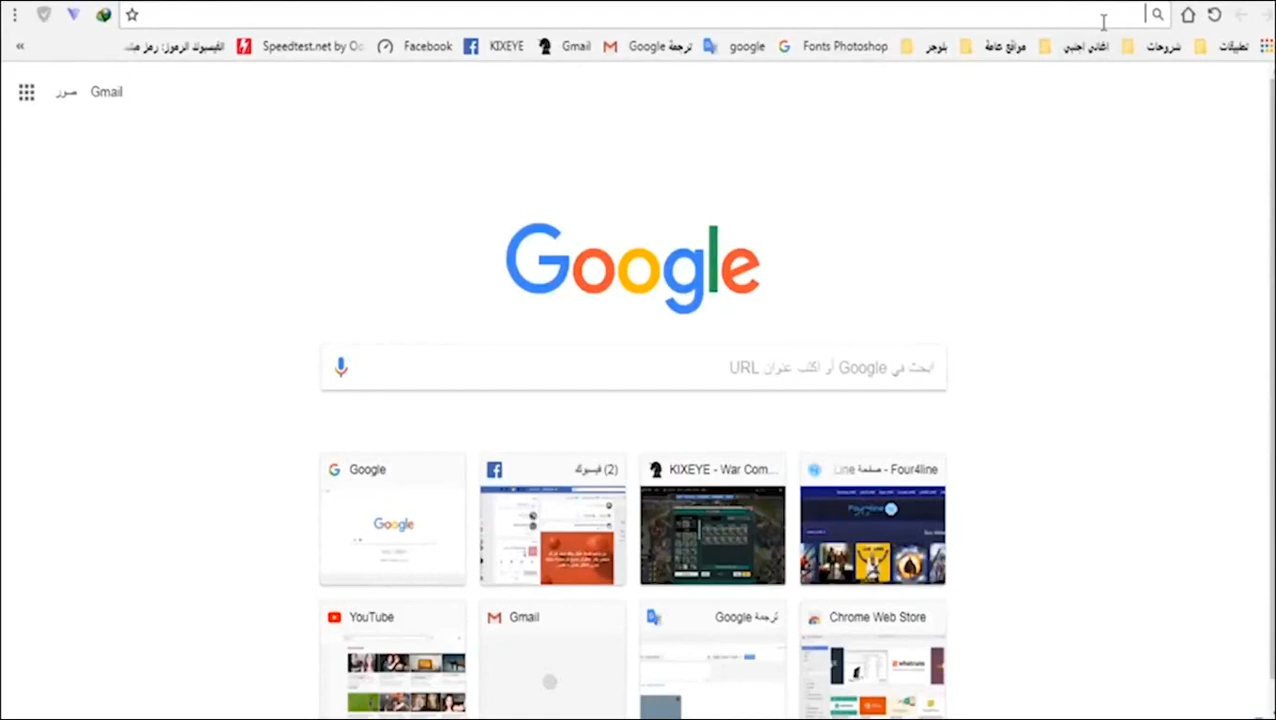 تطبيقات شروحات اغاني اجنبي مواقع عامة بلوجر Fonts Photoshop google ترجمة Google Gmail KIXEYE Facebook Speedtest.net by Oo الفيسبوك الرموز: رمز »
Gmail صور
Google
ابحث في Google أو اكتب عنوان URL
Google
(2) فيسبوك
KIXEYE - War Com...
Four4line - صفحة Line
Google
Four4line
YouTube
Gmail
ترجمة Google
Chrome Web Store